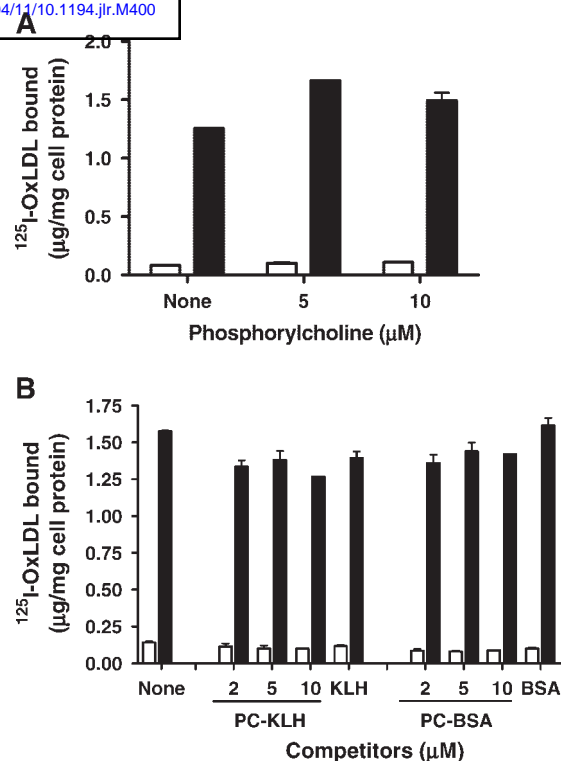 4/11/10.1194.jlr.M400
A
2.0
1.5
1.0
0.5
0.0
125I-OxLDL bound
(µg/mg cell protein)
None 5 10
Phosphorylcholine (µM)
B
1.75
1.50
1.25
1.00
0.75
0.50
0.25
0.00
125I-OxLDL bound
(µg/mg cell protein)
None 2 5 10 KLH 2 5 10 BSA
PC-KLH PC-BSA
Competitors (µM)